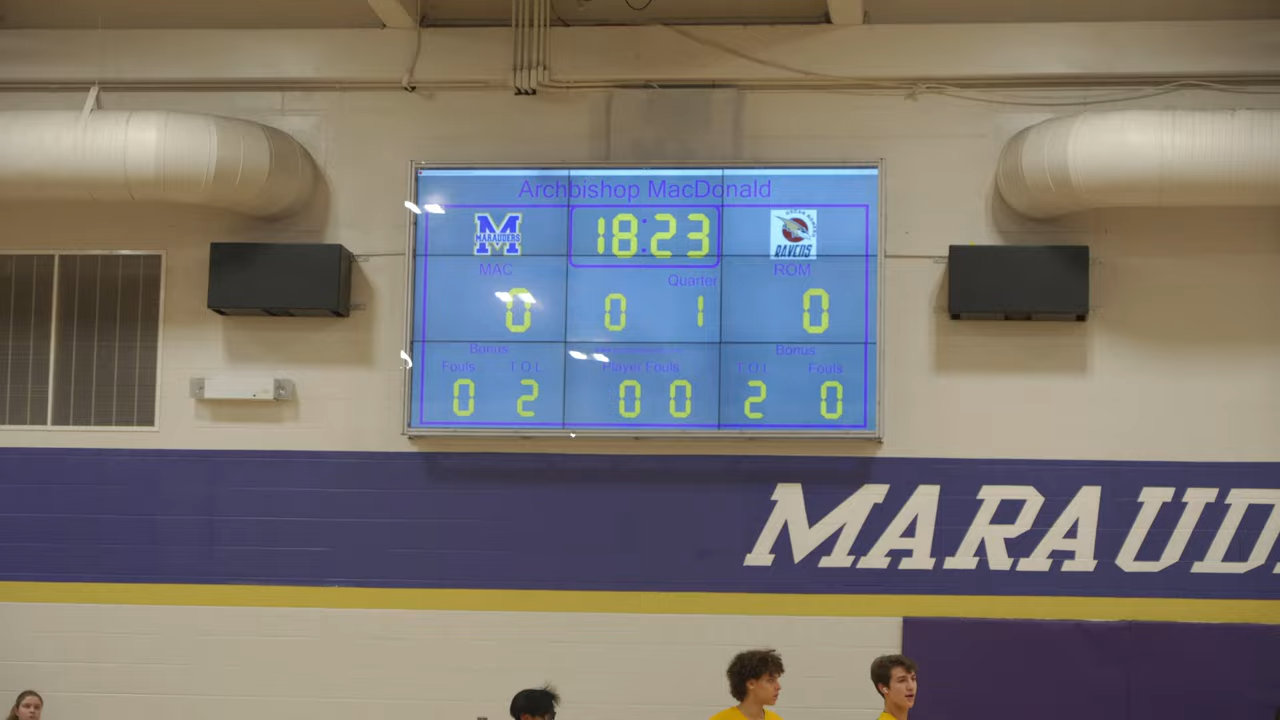 Archbishop MacDonald
M
MARAUDERS
18:23
RAVENS
MAC
Quarter
ROM
0
0 1
0
Bonus
Bonus
Fouls T.O.L
Player Fouls
T.O.L Fouls
0 2
0 0
2 0
MARAUD